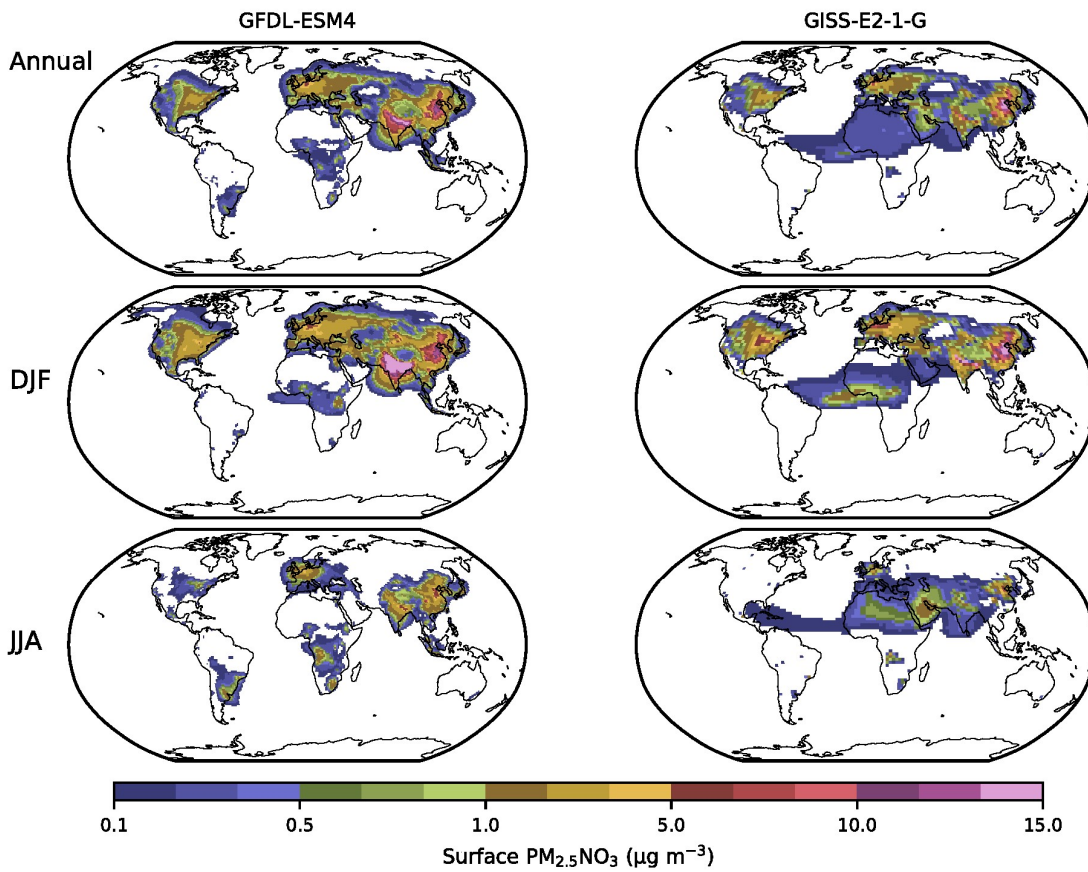 GFDL-ESM4 GISS-E2-1-G
Annual
DJF
JJA
0.1 0.5 1.0 5.0 10.0 15.0
Surface PM₂.₅NO₃ (µg m⁻³)